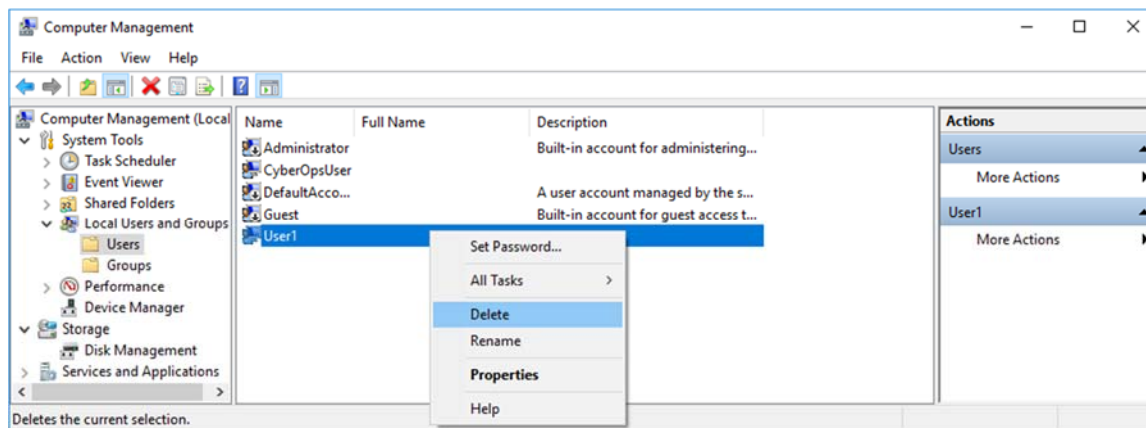 Computer Management
File Action View Help
Computer Management (Local
System Tools
Task Scheduler
Event Viewer
Shared Folders
Local Users and Groups
Users
Groups
Performance
Device Manager
Storage
Disk Management
Services and Applications
Name Full Name Description
Administrator Built-in account for administering...
CyberOpsUser
DefaultAcco... A user account managed by the s...
Guest Built-in account for guest access t...
User1
Set Password...
All Tasks
Delete
Rename
Properties
Help
Actions
Users
More Actions
User1
More Actions
Deletes the current selection.